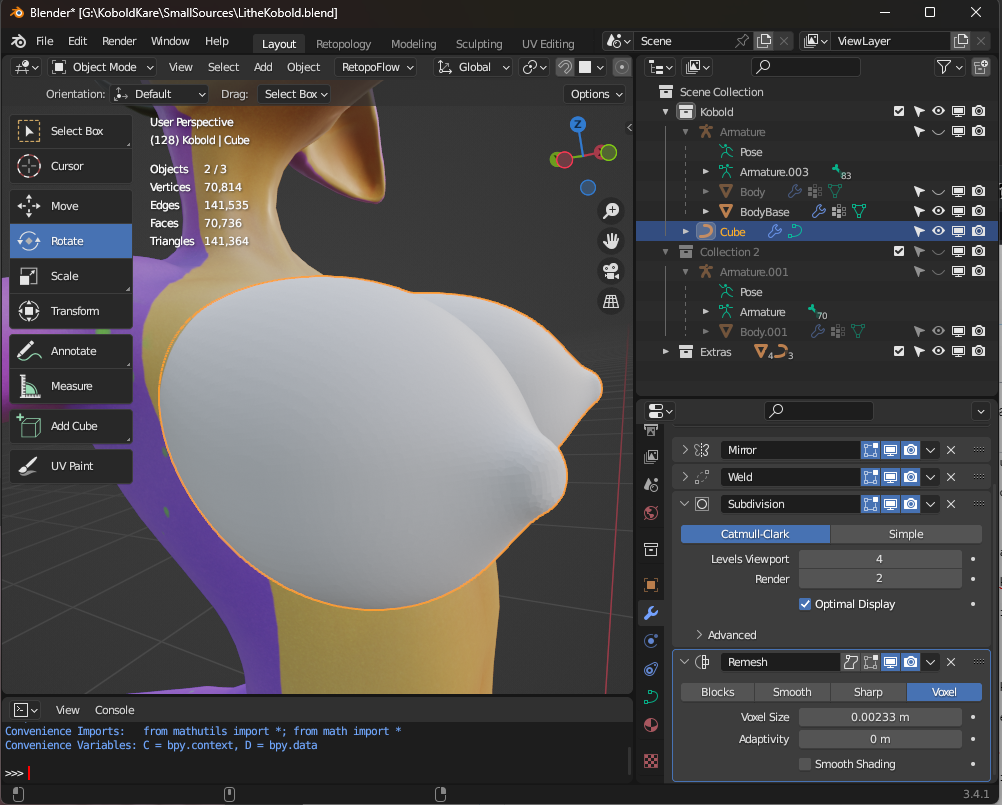 Blender* [G:\KoboldKare\SmallSources\LitheKobold.blend]
File Edit Render Window Help Layout Retopology Modeling Sculpting UV Editing Scene ViewLayer
Object Mode View Select Add Object RetopoFlow Global
Orientation: Default Drag: Select Box Options
User Perspective
(128) Kobold | Cube
Objects 2 / 3
Vertices 70,814
Edges 141,535
Faces 70,736
Triangles 141,364
Z
Select Box
Cursor
Move
Rotate
Scale
Transform
Annotate
Measure
Add Cube
UV Paint
Scene Collection
Kobold
Armature
Pose
Armature.003 83
Body
BodyBase
Cube
Collection 2
Armature.001
Pose
Armature 70
Body.001
Extras 4 3
Mirror
Weld
Subdivision
Catmull-Clark Simple
Levels Viewport 4
Render 2
Optimal Display
Advanced
Remesh
Blocks Smooth Sharp Voxel
Voxel Size 0.00233 m
Adaptivity 0 m
Smooth Shading
View Console
Convenience Imports: from mathutils import *; from math import *
Convenience Variables: C = bpy.context, D = bpy.data
>>>
3.4.1